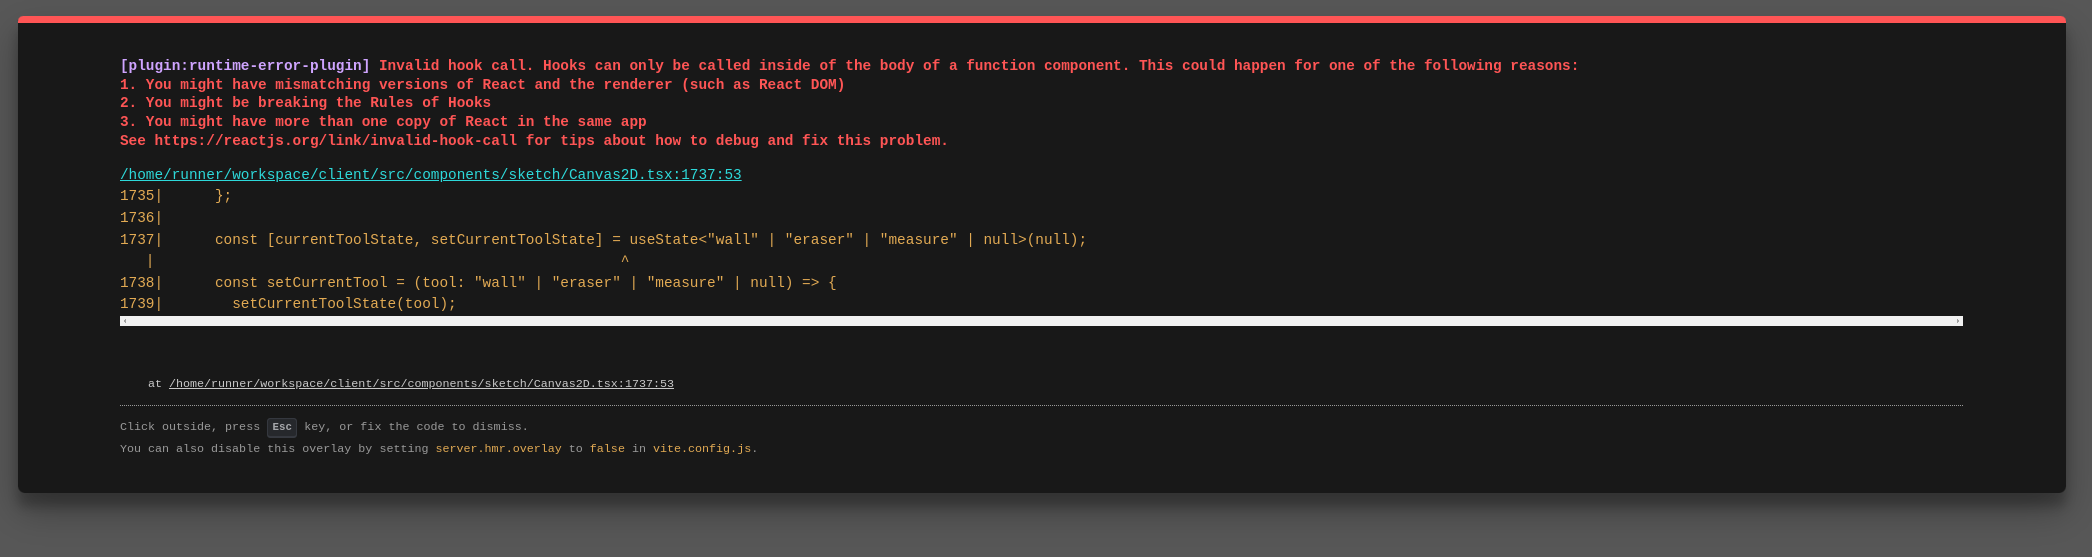 [plugin:runtime-error-plugin] Invalid hook call. Hooks can only be called inside of the body of a function component. This could happen for one of the following reasons:
1. You might have mismatching versions of React and the renderer (such as React DOM)
2. You might be breaking the Rules of Hooks
3. You might have more than one copy of React in the same app
See https://reactjs.org/link/invalid-hook-call for tips about how to debug and fix this problem.
/home/runner/workspace/client/src/components/sketch/Canvas2D.tsx:1737:53
1735|      };
1736|
1737|      const [currentToolState, setCurrentToolState] = useState<"wall" | "eraser" | "measure" | null>(null);
   |                                                      ^
1738|      const setCurrentTool = (tool: "wall" | "eraser" | "measure" | null) => {
1739|        setCurrentToolState(tool);
at /home/runner/workspace/client/src/components/sketch/Canvas2D.tsx:1737:53
Click outside, press Esc key, or fix the code to dismiss.
You can also disable this overlay by setting server.hmr.overlay to false in vite.config.js.